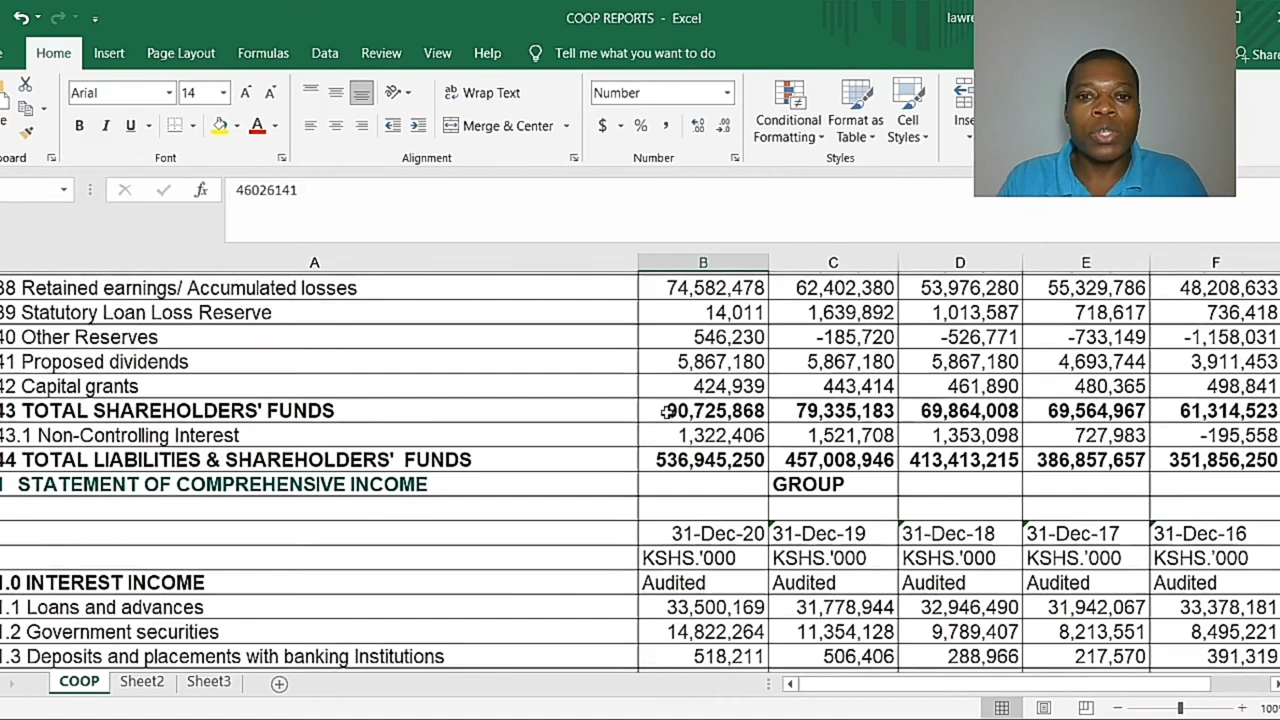 COOP REPORTS - Excel
lawre
Home Insert Page Layout Formulas Data Review View Help Tell me what you want to do Share
Arial 14 Wrap Text Number
B I U Merge & Center $ % , Conditional Formatting Format as Table Cell Styles Inse
board Font Alignment Number Styles
fx 46026141
A B C D E F
38 Retained earnings/ Accumulated losses 74,582,478 62,402,380 53,976,280 55,329,786 48,208,633
39 Statutory Loan Loss Reserve 14,011 1,639,892 1,013,587 718,617 736,418
40 Other Reserves 546,230 -185,720 -526,771 -733,149 -1,158,031
41 Proposed dividends 5,867,180 5,867,180 5,867,180 4,693,744 3,911,453
42 Capital grants 424,939 443,414 461,890 480,365 498,841
43 TOTAL SHAREHOLDERS' FUNDS 90,725,868 79,335,183 69,864,008 69,564,967 61,314,523
43.1 Non-Controlling Interest 1,322,406 1,521,708 1,353,098 727,983 -195,558
44 TOTAL LIABILITIES & SHAREHOLDERS' FUNDS 536,945,250 457,008,946 413,413,215 386,857,657 351,856,250
I STATEMENT OF COMPREHENSIVE INCOME GROUP
31-Dec-20 31-Dec-19 31-Dec-18 31-Dec-17 31-Dec-16
KSHS.'000 KSHS.'000 KSHS.'000 KSHS.'000 KSHS.'000
1.0 INTEREST INCOME Audited Audited Audited Audited Audited
1.1 Loans and advances 33,500,169 31,778,944 32,946,490 31,942,067 33,378,181
1.2 Government securities 14,822,264 11,354,128 9,789,407 8,213,551 8,495,221
1.3 Deposits and placements with banking Institutions 518,211 506,406 288,966 217,570 391,319
COOP Sheet2 Sheet3
100